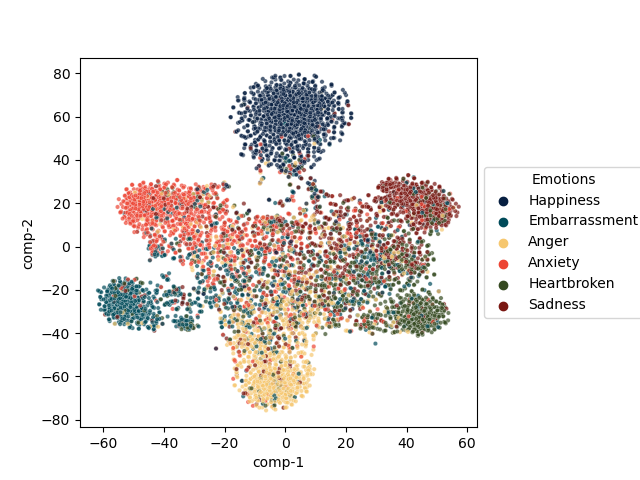 80
60
40
20
0
−20
−40
−60
−80
−60
−40
−20
0
20
40
60
comp-1
comp-2
Emotions
Happiness
Embarrassment
Anger
Anxiety
Heartbroken
Sadness